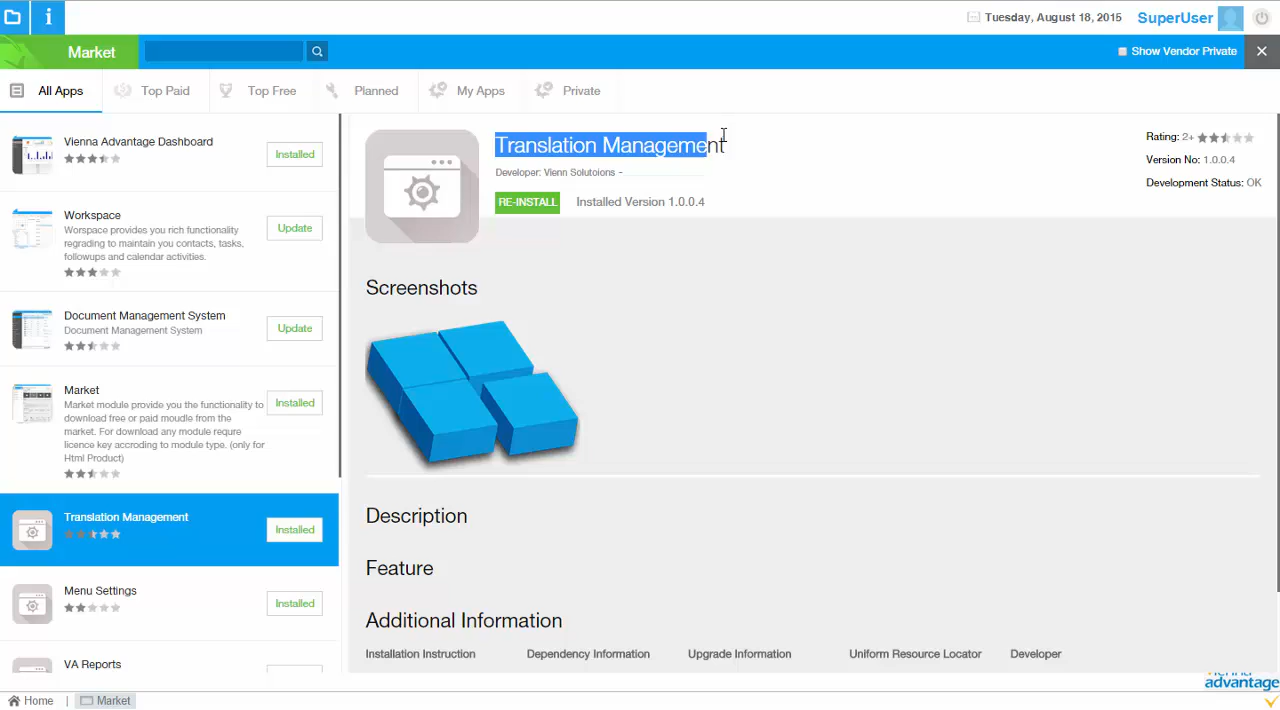 i
Tuesday, August 18, 2015
SuperUser
Market
Show Vendor Private
All Apps
Top Paid
Top Free
Planned
My Apps
Private
Vienna Advantage Dashboard
Installed
Workspace
Worspace provides you rich functionality
regrading to maintain you contacts, tasks,
followups and calendar activities.
Update
Document Management System
Document Management System
Update
Market
Market module provide you the functionality to
download free or paid moudle from the
market. For download any module requre
licence key accroding to module type. (only for
Html Product)
Installed
Translation Management
Installed
Menu Settings
Installed
VA Reports
Translation Management
Developer: Vienn Solutoions -
RE-INSTALL
Installed Version 1.0.0.4
Rating: 2+
Version No: 1.0.0.4
Development Status: OK
Screenshots
Description
Feature
Additional Information
Installation Instruction
Dependency Information
Upgrade Information
Uniform Resource Locator
Developer
advantage
Home
|
Market